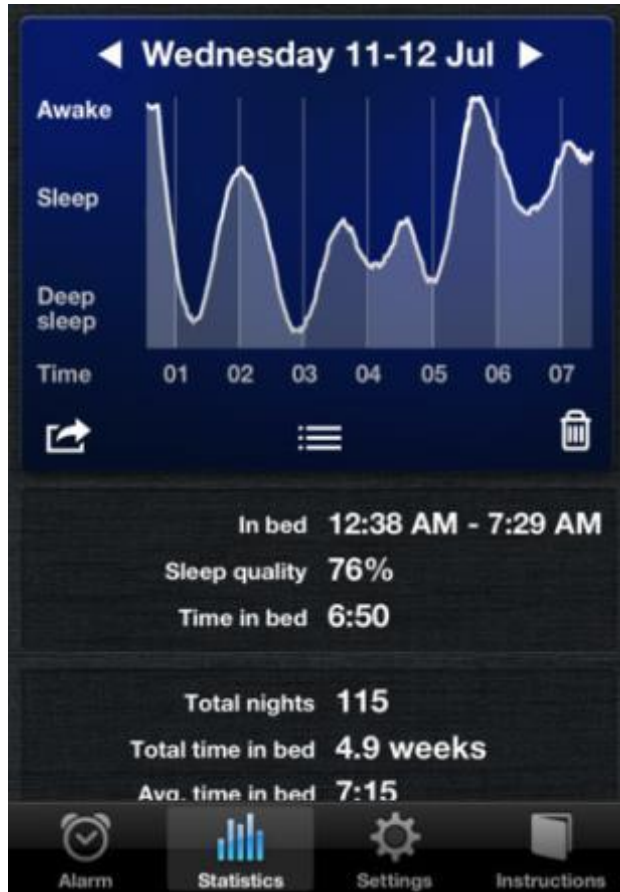 Wednesday 11-12 Jul
Awake
Sleep
Deep
sleep
Time 01 02 03 04 05 06 07
In bed 12:38 AM - 7:29 AM
Sleep quality 76%
Time in bed 6:50
Total nights 115
Total time in bed 4.9 weeks
Avg. time in bed 7:15
Alarm Statistics Settings Instructions